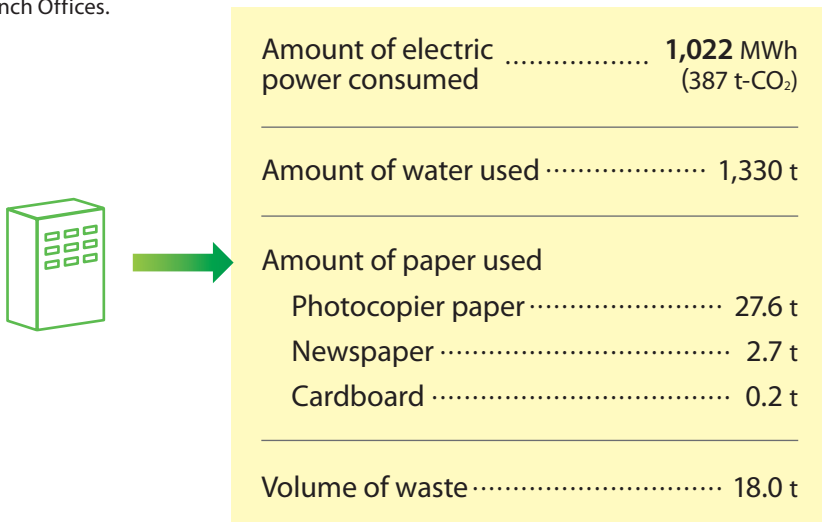 nch Offices.
Amount of electric power consumed .................. 1,022 MWh
(387 t-CO₂)
Amount of water used ..................... 1,330 t
Amount of paper used
Photocopier paper ........................ 27.6 t
Newspaper .................................... 2.7 t
Cardboard ..................................... 0.2 t
Volume of waste ............................... 18.0 t